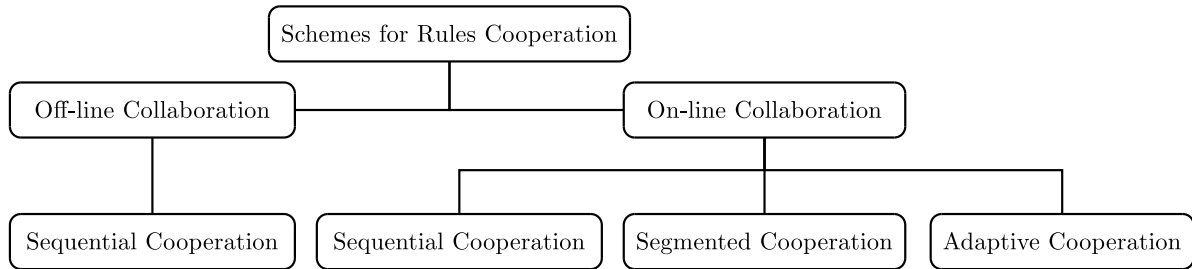 Schemes for Rules Cooperation
Off-line Collaboration
On-line Collaboration
Sequential Cooperation
Sequential Cooperation
Segmented Cooperation
Adaptive Cooperation